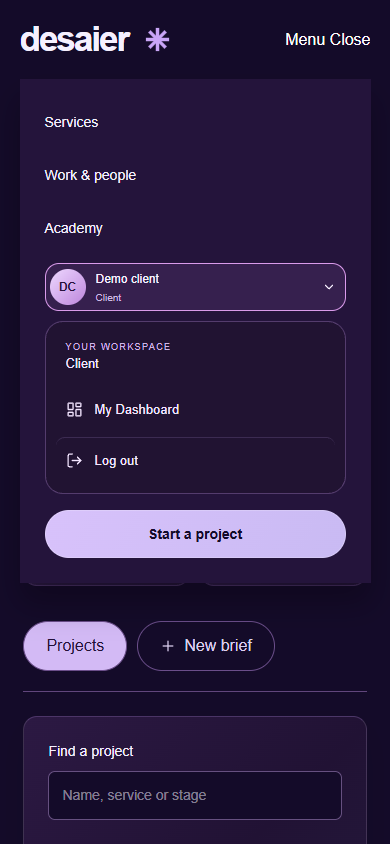 desaier
Menu Close
Services
Work & people
Academy
DC
Demo client
Client
YOUR WORKSPACE
Client
My Dashboard
Log out
Start a project
Projects
New brief
Find a project
Name, service or stage